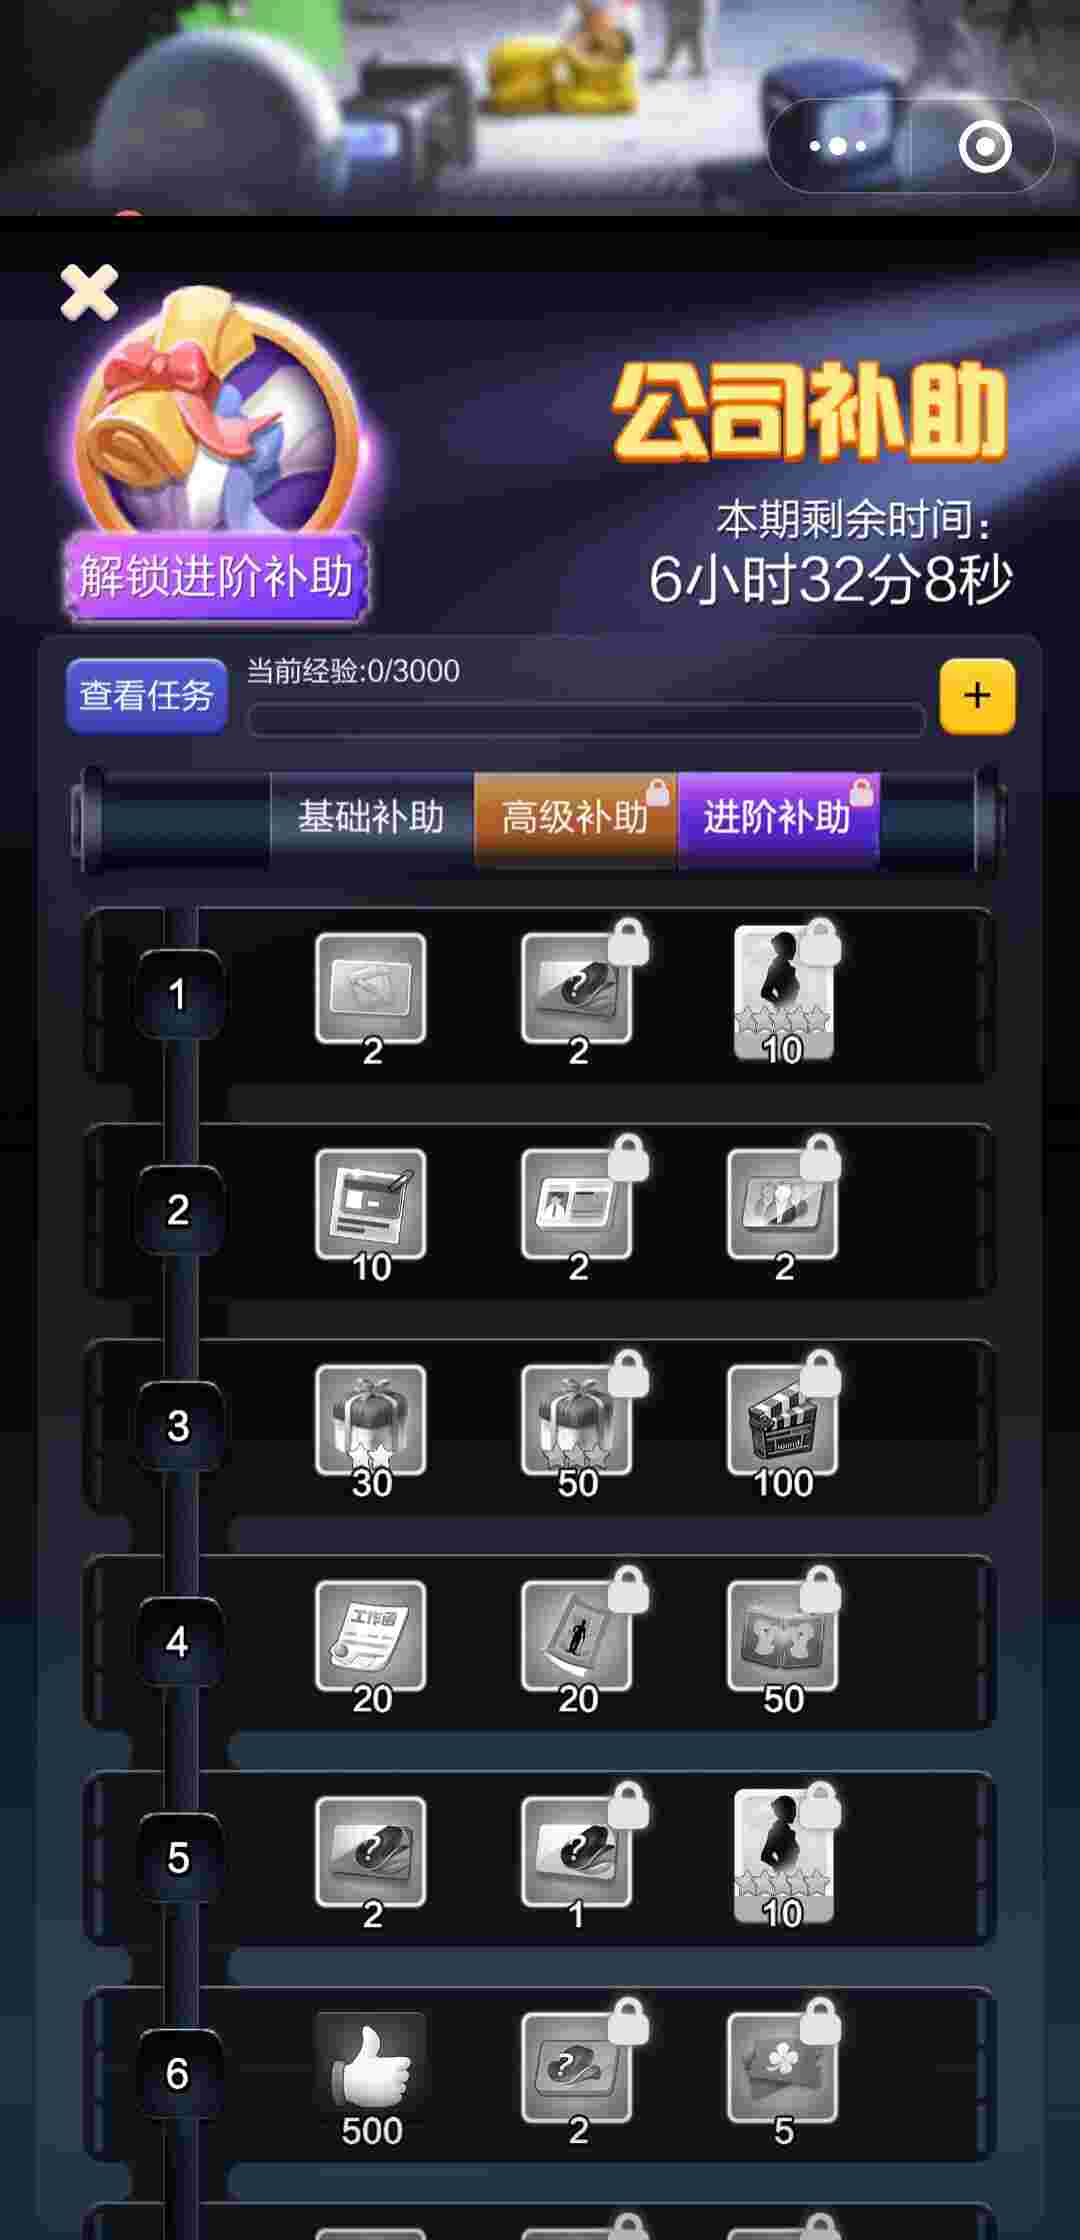 公司补助
本期剩余时间：
6小时32分8秒
解锁进阶补助
查看任务
当前经验:0/3000
+
基础补助 高级补助 进阶补助
1
2 ? 2 10
2
10 2 2
3
30 50 100
4
工作
20 20 50
5
? 2 ? 1 10
6
500 ? 2 5